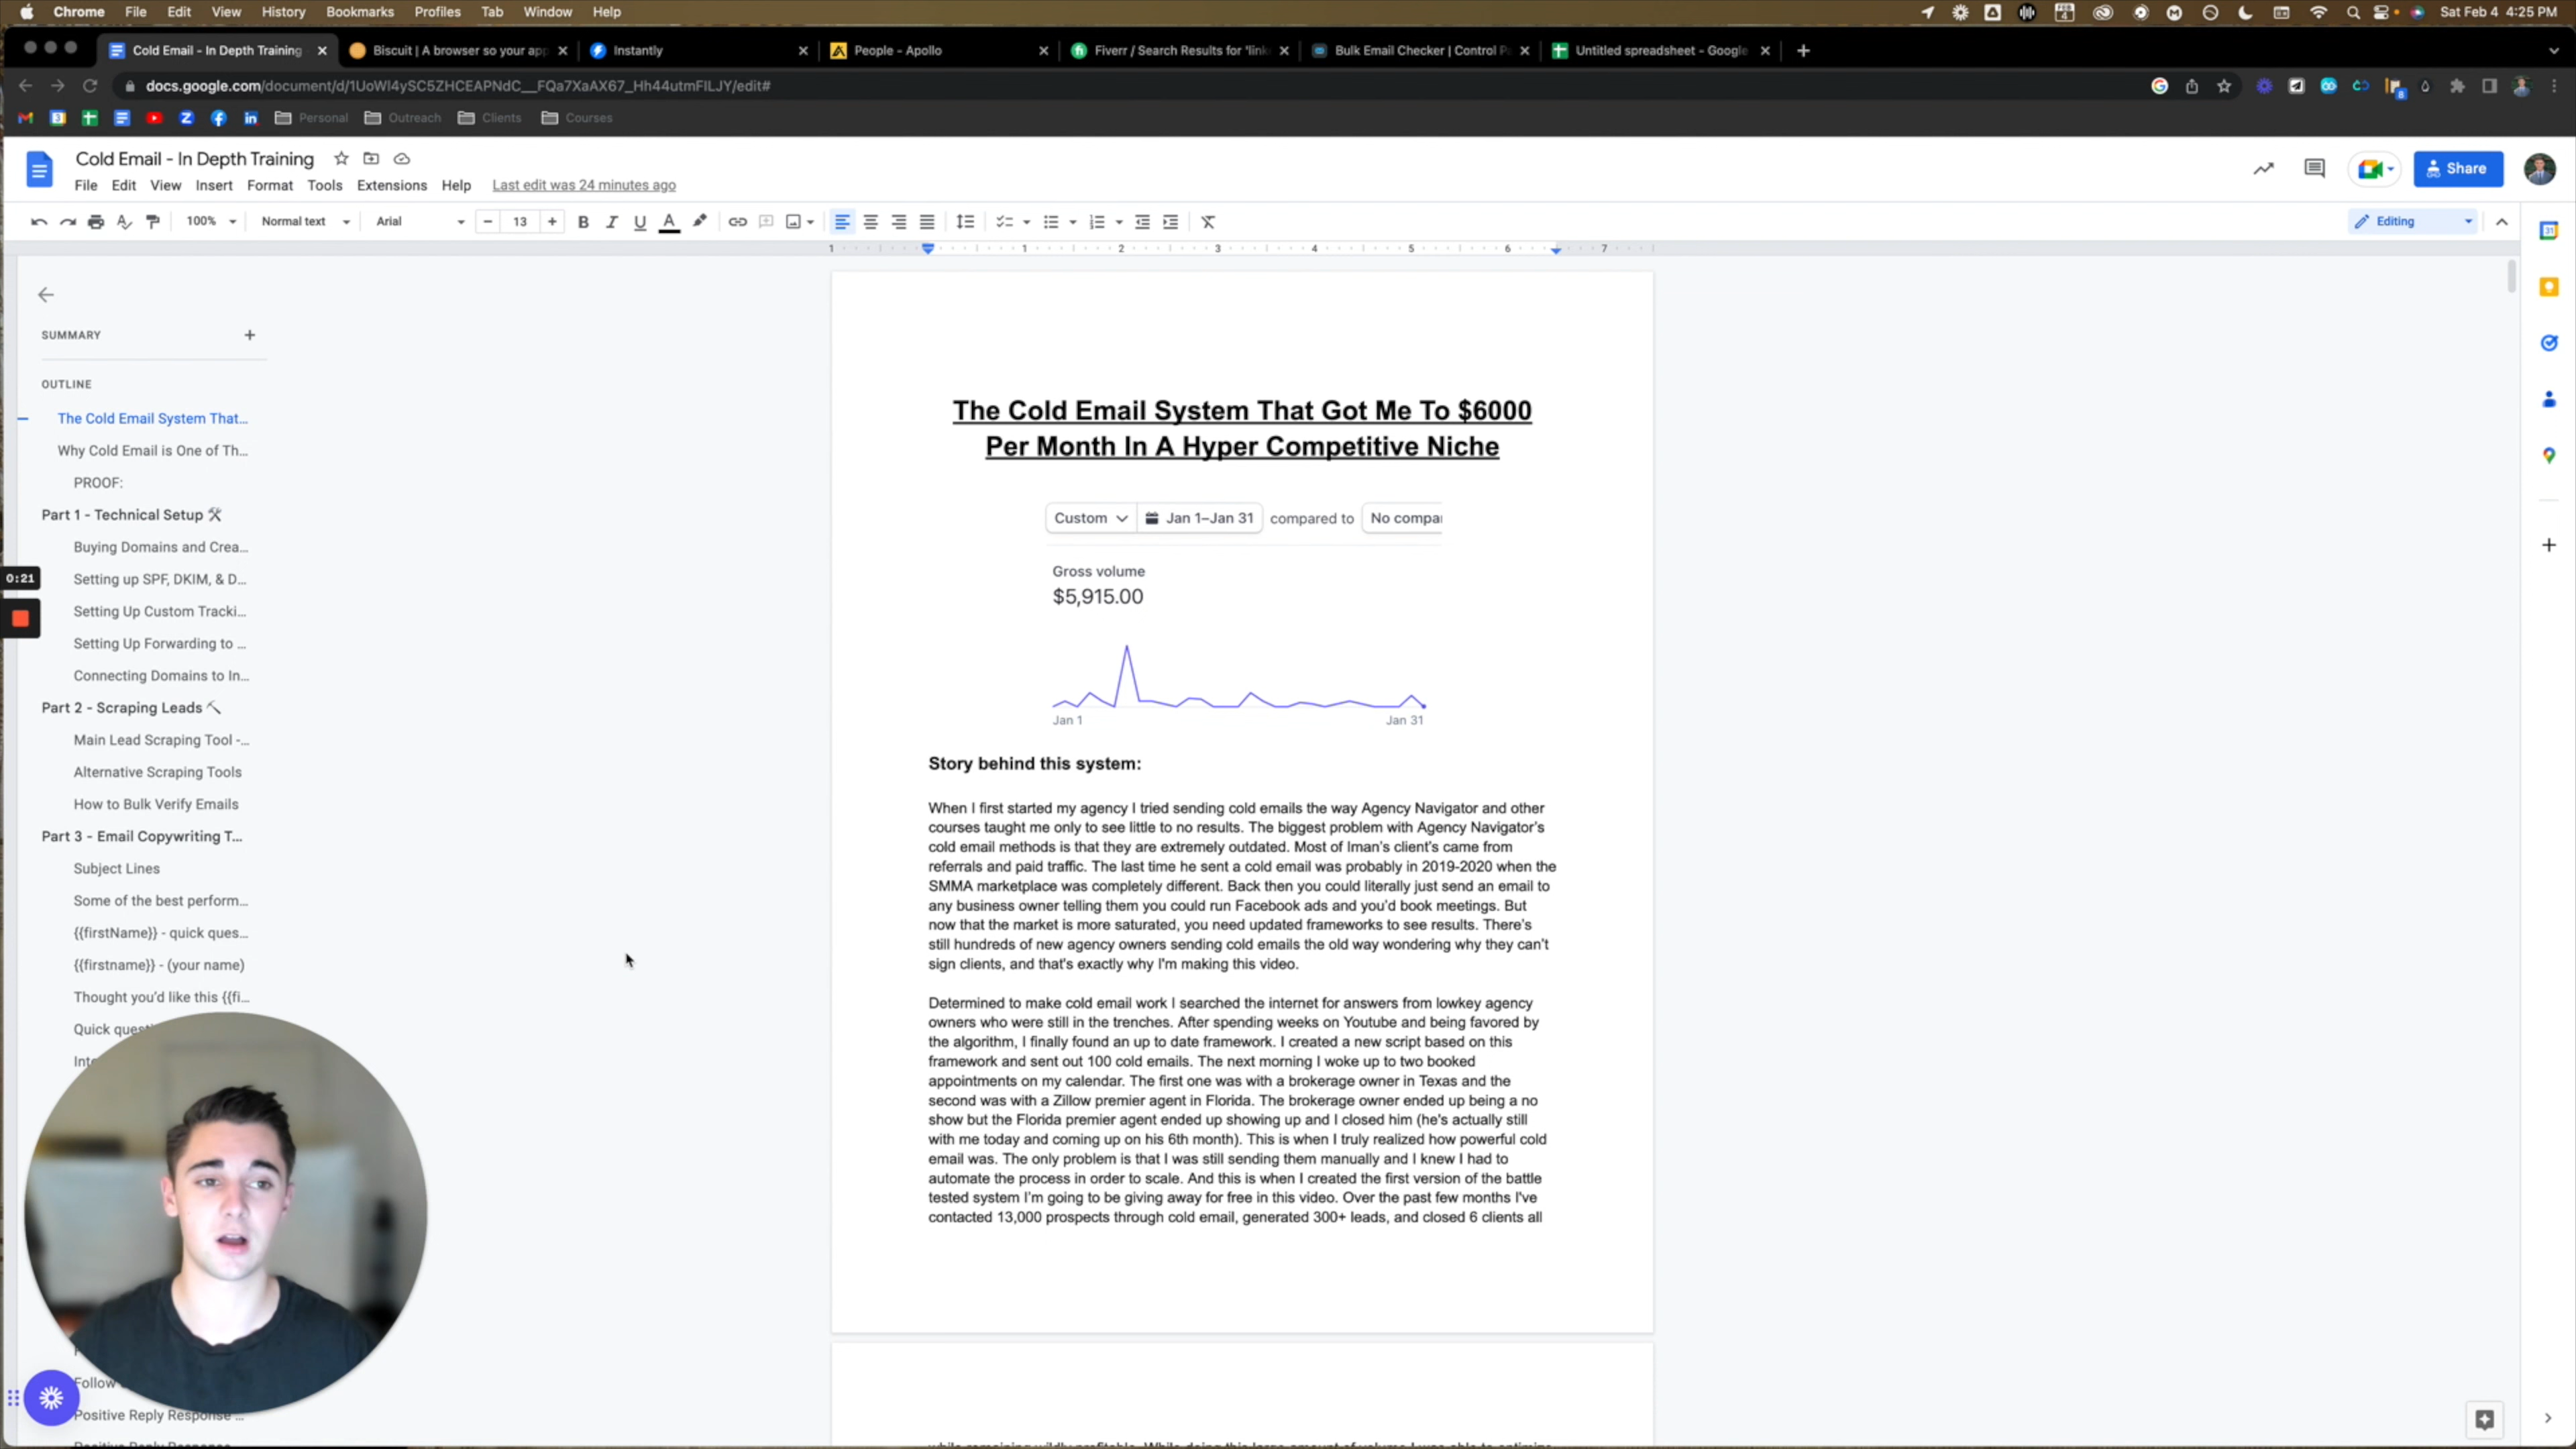 Chrome File Edit View History Bookmarks Profiles Tab Window Help
FEB 4
Sat Feb 4 4:25 PM
Cold Email - In Depth Training
Biscuit | A browser so your app
Instantly
People - Apollo
Fiverr / Search Results for 'link
Bulk Email Checker | Control P
Untitled spreadsheet - Google
Personal Outreach Clients Courses
Cold Email - In Depth Training
Share
File Edit View Insert Format Tools Extensions Help Last edit was 24 minutes ago
100% Normal text Arial 13 Editing
1 1 2 3 4 5 6 7
SUMMARY
OUTLINE
The Cold Email System That...
Why Cold Email is One of Th...
PROOF:
Part 1 - Technical Setup 🛠
Buying Domains and Crea...
Setting up SPF, DKIM, & D...
0:21
Setting Up Custom Tracki...
Setting Up Forwarding to ...
Connecting Domains to In...
Part 2 - Scraping Leads ⛏
Main Lead Scraping Tool -...
Alternative Scraping Tools
How to Bulk Verify Emails
Part 3 - Email Copywriting T...
Subject Lines
Some of the best perform...
{{firstName}} - quick ques...
{{firstname}} - (your name)
Thought you'd like this {{fi...
Follow
Positive Reply Response ...
The Cold Email System That Got Me To $6000
Per Month In A Hyper Competitive Niche
Custom Jan 1–Jan 31 compared to No compa
Gross volume
$5,915.00
Jan 1 Jan 31
Story behind this system:
When I first started my agency I tried sending cold emails the way Agency Navigator and other
courses taught me only to see little to no results. The biggest problem with Agency Navigator's
cold email methods is that they are extremely outdated. Most of Iman's client's came from
referrals and paid traffic. The last time he sent a cold email was probably in 2019-2020 when the
SMMA marketplace was completely different. Back then you could literally just send an email to
any business owner telling them you could run Facebook ads and you'd book meetings. But
now that the market is more saturated, you need updated frameworks to see results. There's
still hundreds of new agency owners sending cold emails the old way wondering why they can't
sign clients, and that's exactly why I'm making this video.
Determined to make cold email work I searched the internet for answers from lowkey agency
owners who were still in the trenches. After spending weeks on Youtube and being favored by
the algorithm, I finally found an up to date framework. I created a new script based on this
framework and sent out 100 cold emails. The next morning I woke up to two booked
appointments on my calendar. The first one was with a brokerage owner in Texas and the
second was with a Zillow premier agent in Florida. The brokerage owner ended up being a no
show but the Florida premier agent ended up showing up and I closed him (he's actually still
with me today and coming up on his 6th month). This is when I truly realized how powerful cold
email was. The only problem is that I was still sending them manually and I knew I had to
automate the process in order to scale. And this is when I created the first version of the battle
tested system I'm going to be giving away for free in this video. Over the past few months I've
contacted 13,000 prospects through cold email, generated 300+ leads, and closed 6 clients all